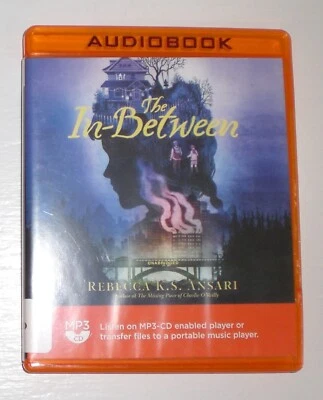 AUDIOBOOK
The
In-Between
UNABRIDGED
REBECCA K.S. ANSARI
Author of The Missing Piece of Charlie O'Reilly
MP3
CD
Listen on MP3-CD enabled player or
transfer files to a portable music player.